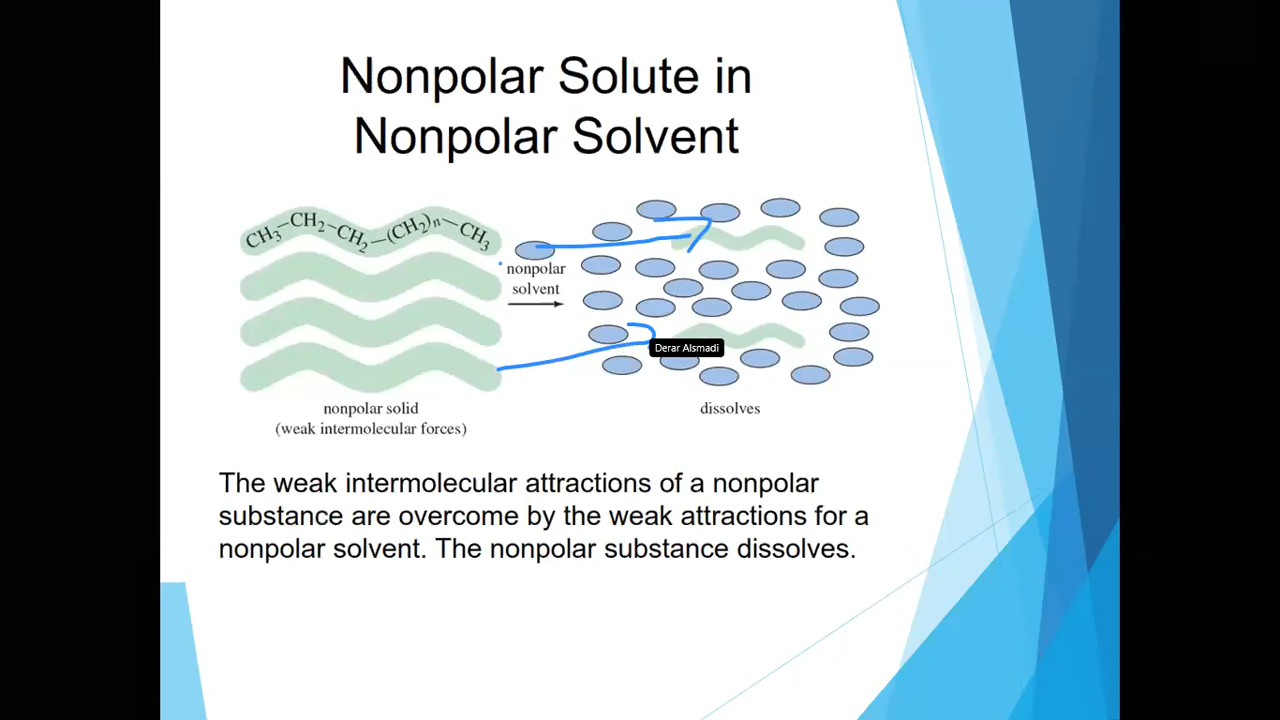 Nonpolar Solute in
Nonpolar Solvent
CH₃—CH₂—CH₂—(CH₂)ₙ—CH₃
nonpolar
solvent
Derar Alsmadi
nonpolar solid
(weak intermolecular forces)
dissolves
The weak intermolecular attractions of a nonpolar
substance are overcome by the weak attractions for a
nonpolar solvent. The nonpolar substance dissolves.